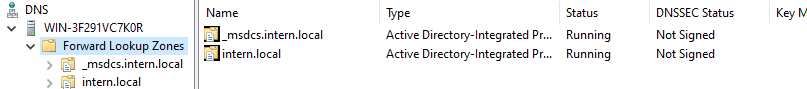 DNS
WIN-3F291VC7K0R
Forward Lookup Zones
_msdcs.intern.local
intern.local
Name Type Status DNSSEC Status Key M
_msdcs.intern.local Active Directory-Integrated Pr... Running Not Signed
intern.local Active Directory-Integrated Pr... Running Not Signed